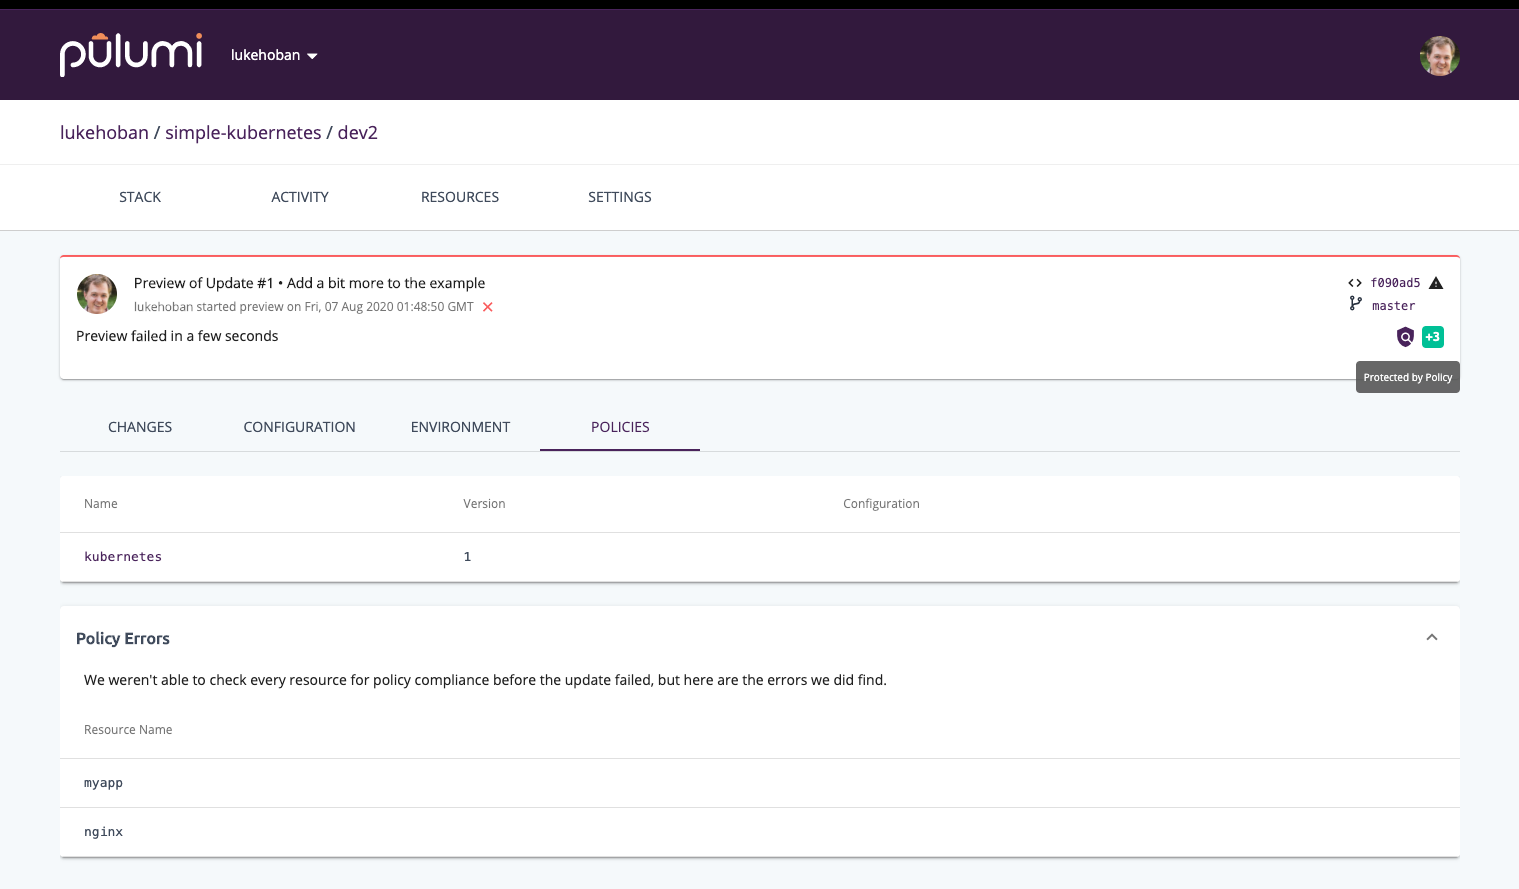 pulumi
lukehoban
lukehoban / simple-kubernetes / dev2
STACK ACTIVITY RESOURCES SETTINGS
Preview of Update #1 • Add a bit more to the example
f090ad5
lukehoban started preview on Fri, 07 Aug 2020 01:48:50 GMT
master
Preview failed in a few seconds
+3
Protected by Policy
CHANGES CONFIGURATION ENVIRONMENT POLICIES
Name Version Configuration
kubernetes 1
Policy Errors
We weren't able to check every resource for policy compliance before the update failed, but here are the errors we did find.
Resource Name
myapp
nginx